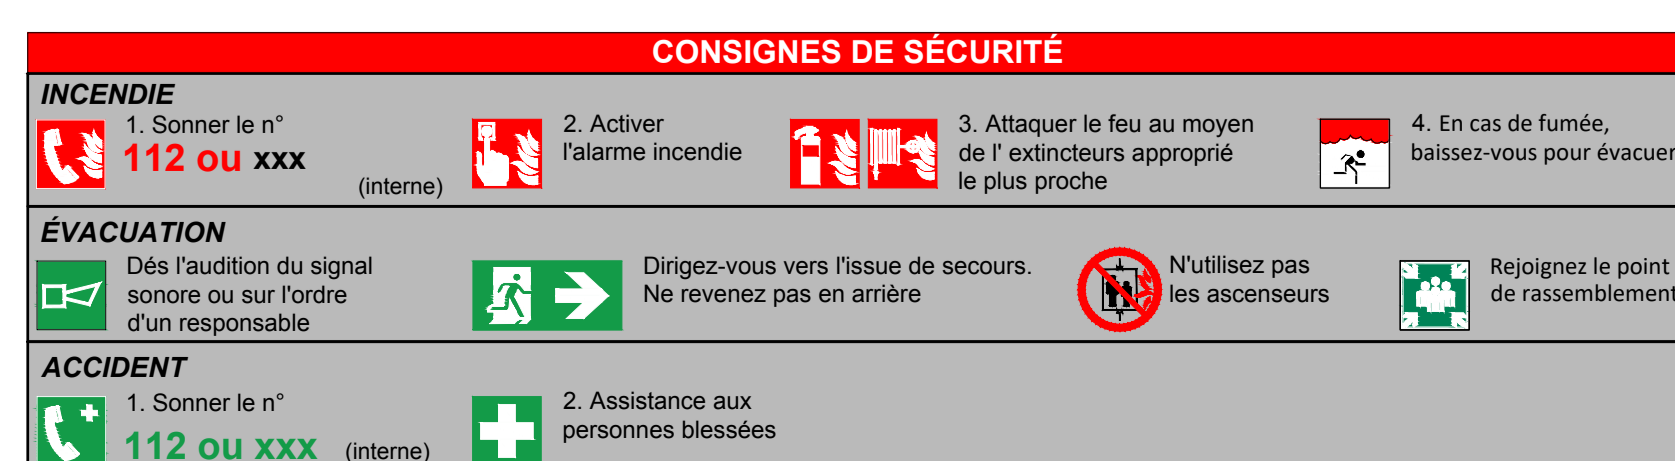 CONSIGNES DE SÉCURITÉ
INCENDIE
1. Sonner le n°
112 ou xxx
(interne)
2. Activer
l'alarme incendie
3. Attaquer le feu au moyen
de l' extincteurs approprié
le plus proche
4. En cas de fumée,
baissez-vous pour évacuer
ÉVACUATION
Dés l'audition du signal
sonore ou sur l'ordre
d'un responsable
Dirigez-vous vers l'issue de secours.
Ne revenez pas en arrière
N'utilisez pas
les ascenseurs
Rejoignez le point
de rassemblement
ACCIDENT
1. Sonner le n°
112 ou xxx (interne)
2. Assistance aux
personnes blessées